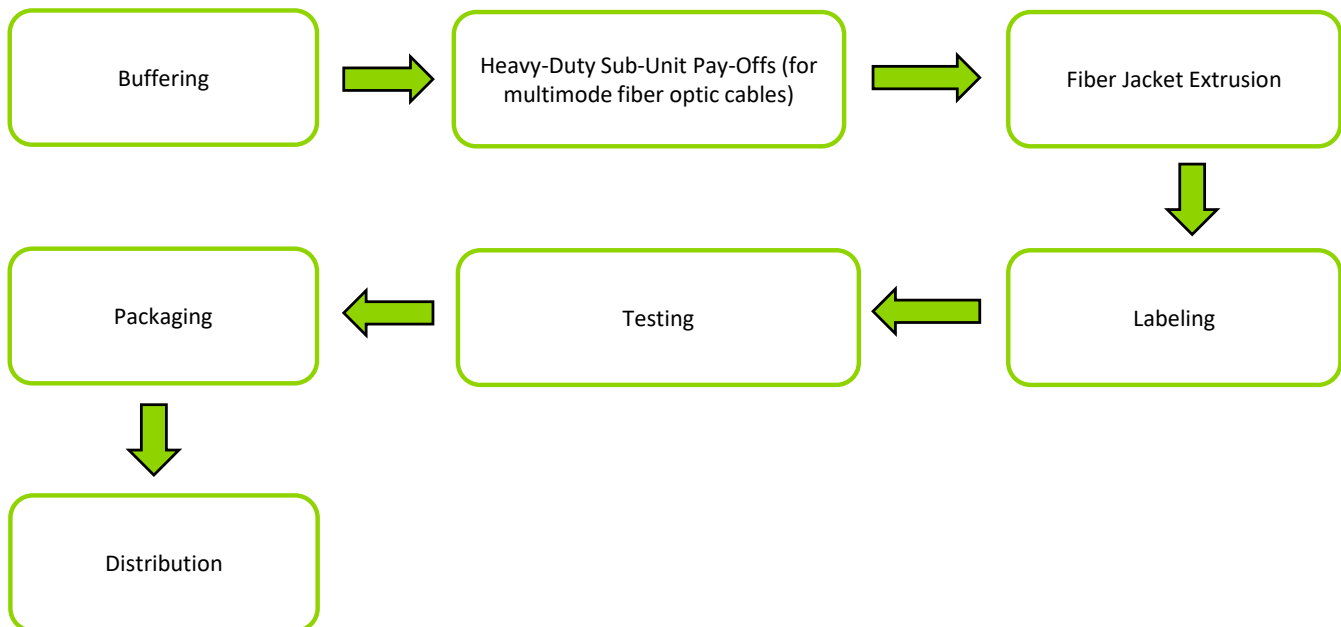 Buffering
Heavy-Duty Sub-Unit Pay-Offs (for
multimode fiber optic cables)
Fiber Jacket Extrusion
Labeling
Testing
Packaging
Distribution